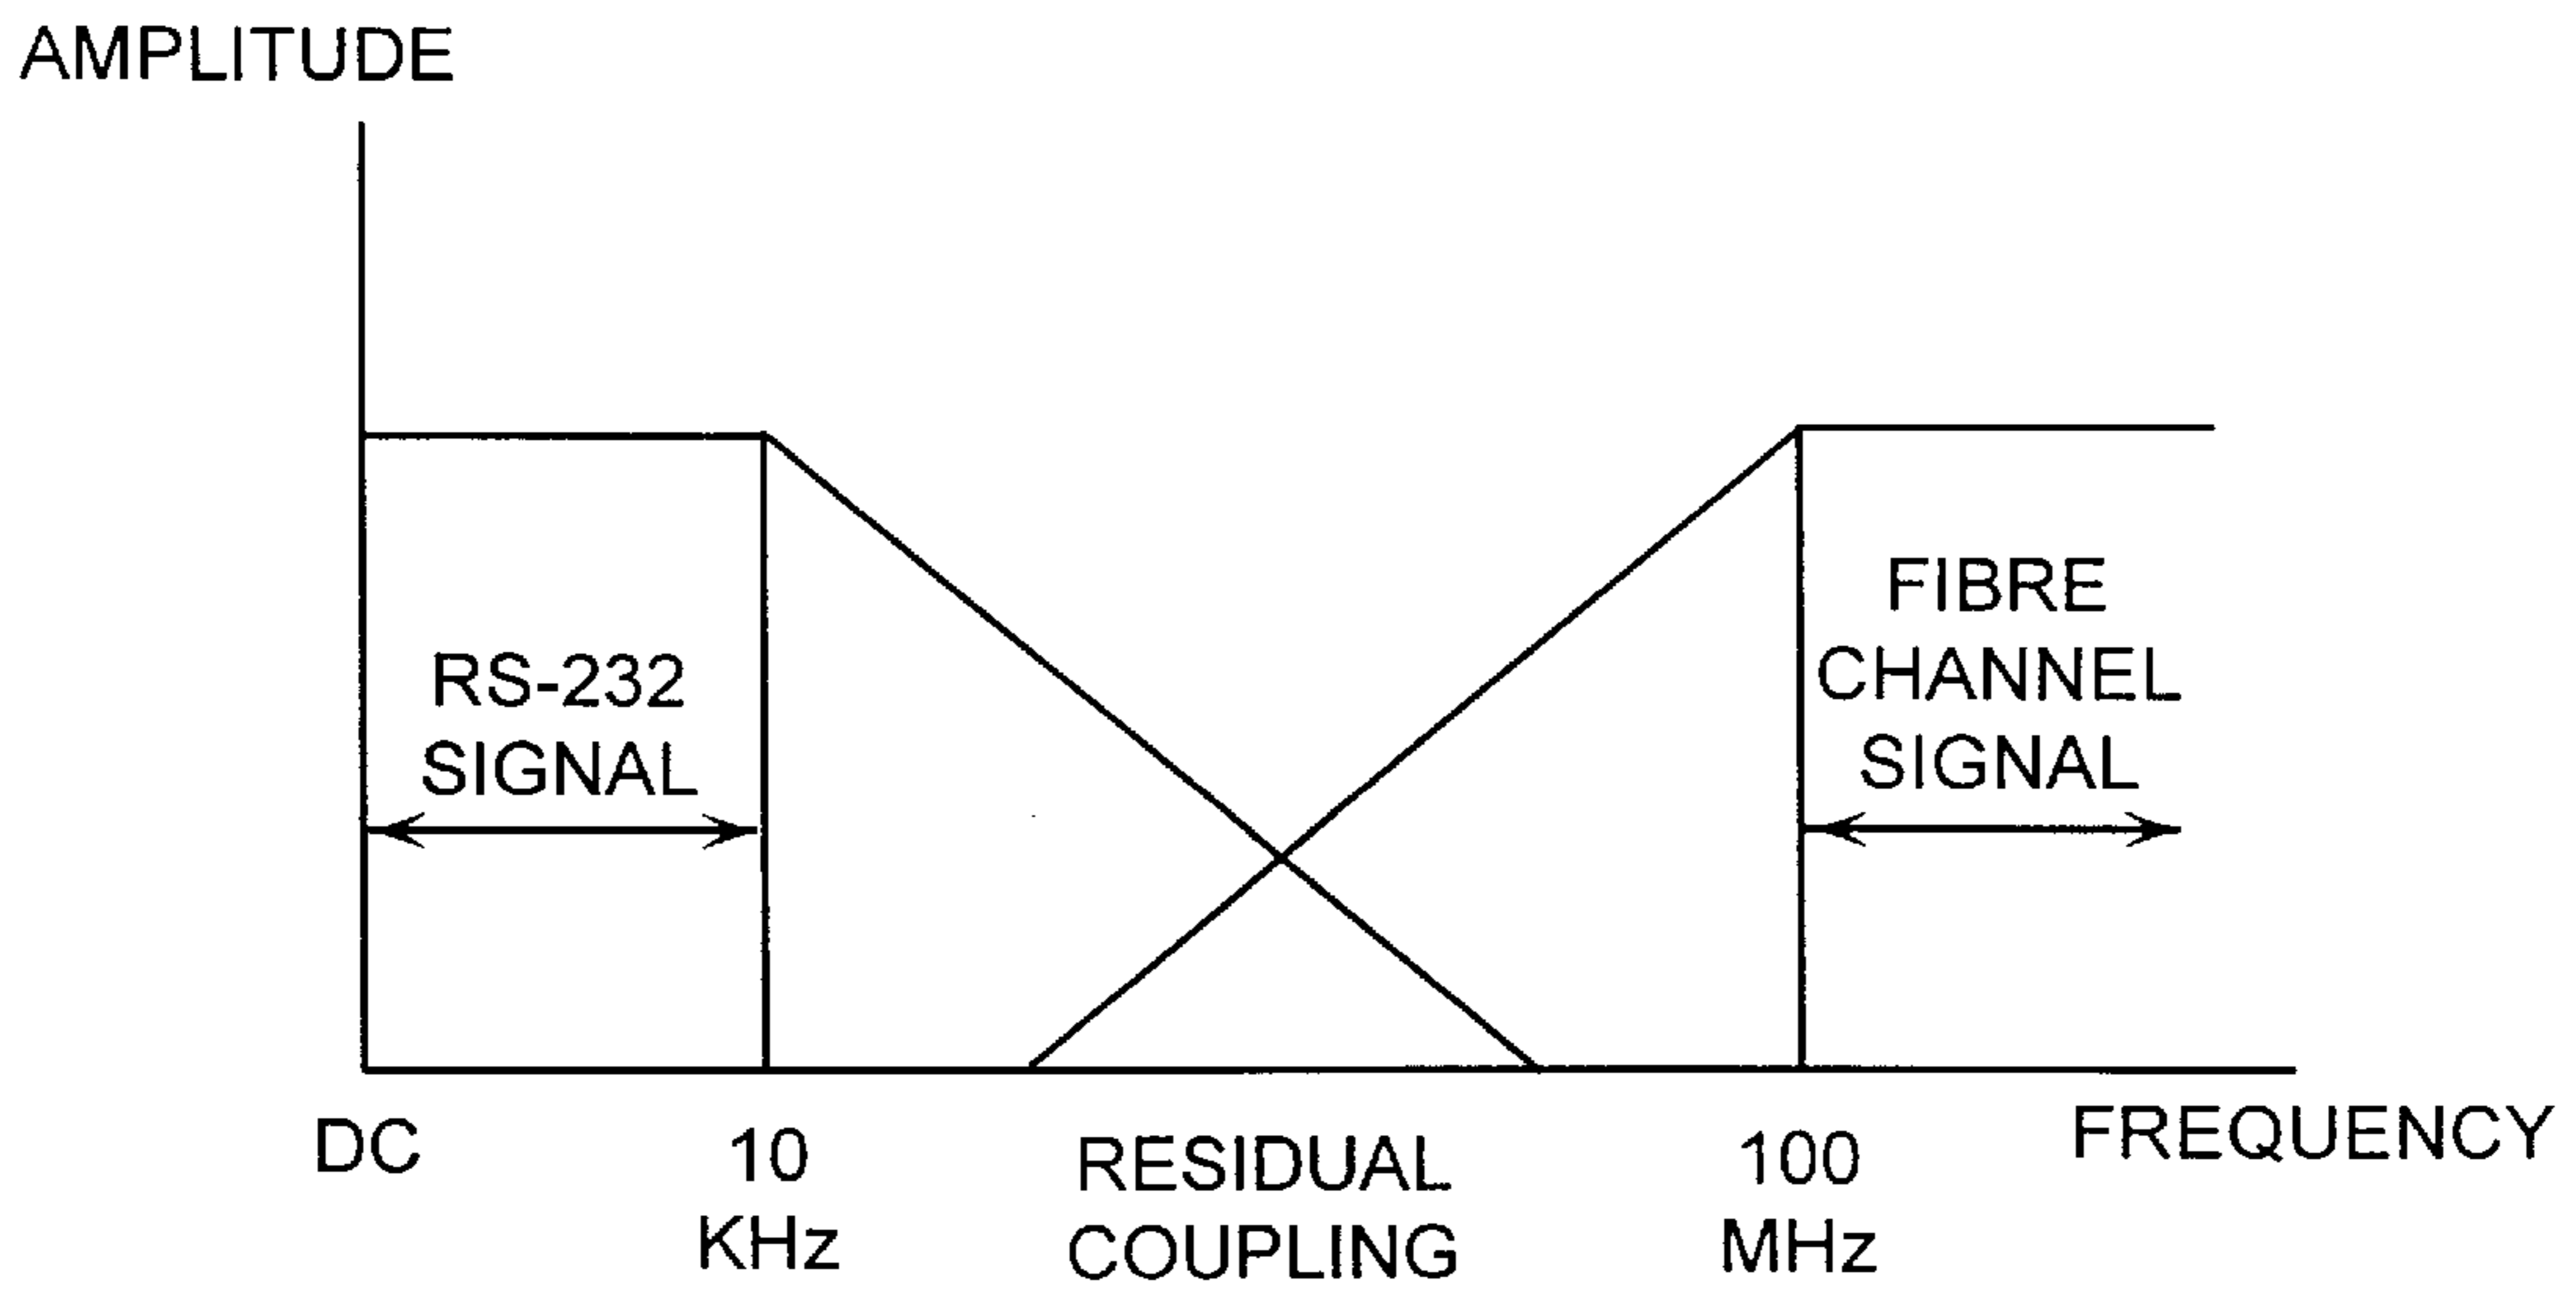 AMPLITUDE
RS-232
SIGNAL
FIBRE
CHANNEL
SIGNAL
DC
10
KHz
RESIDUAL
COUPLING
100
MHz
FREQUENCY